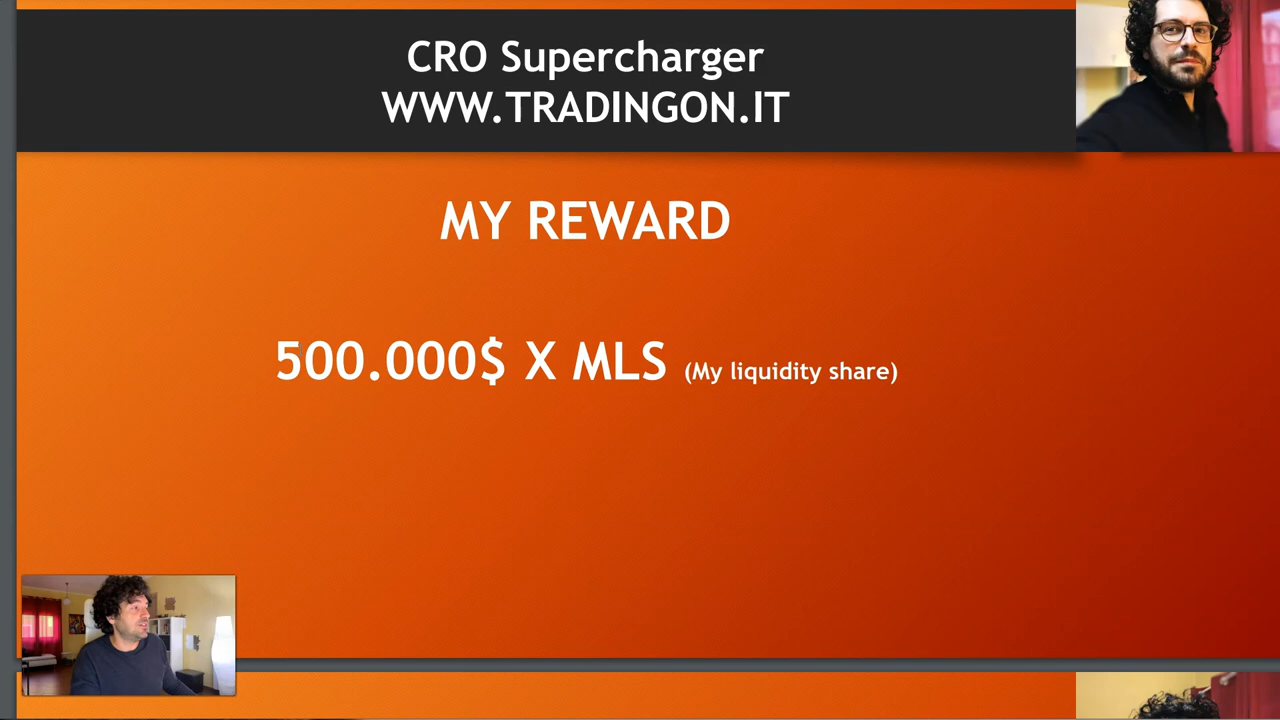 CRO Supercharger
WWW.TRADINGON.IT
MY REWARD
500.000$ X MLS (My liquidity share)